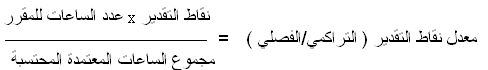 معدل نقاط التقدير ( التراكمي/الفصلي ) =
نقاط التقدير x عدد الساعات للمقرر
مجموع الساعات المعتمدة المحتسبة